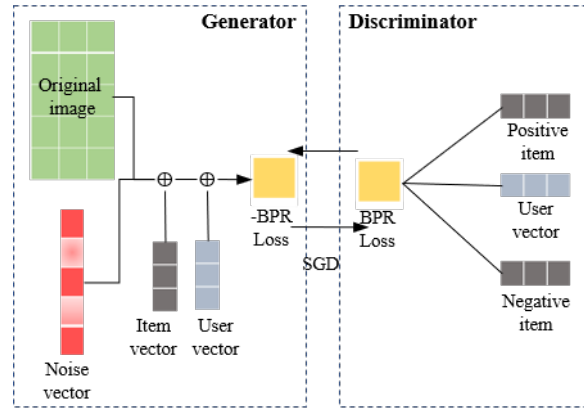 Generator
Discriminator
Original
image
Positive
item
-BPR
Loss
BPR
Loss
User
vector
SGD
Item
vector
User
vector
Negative
item
Noise
vector